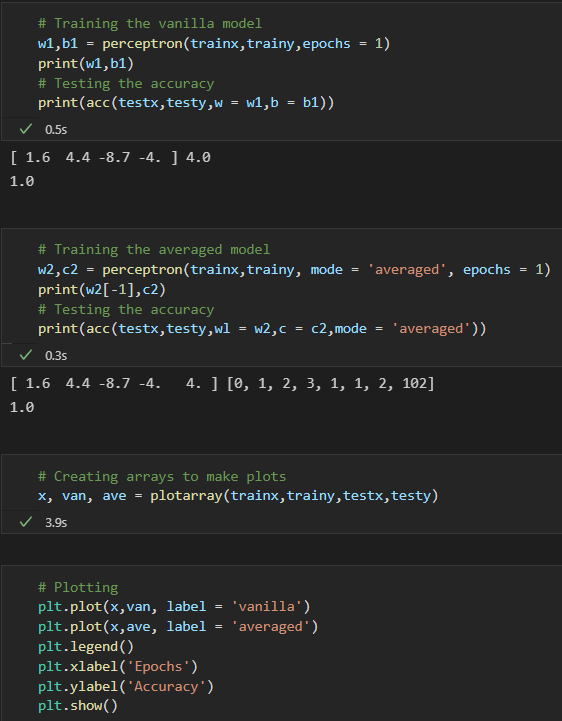 # Training the vanilla model
w1,b1 = perceptron(trainx,trainy,epochs = 1)
print(w1,b1)
# Testing the accuracy
print(acc(testx,testy,w = w1,b = b1))
0.5s
[ 1.6  4.4 -8.7 -4. ] 4.0
1.0
# Training the averaged model
w2,c2 = perceptron(trainx,trainy, mode = 'averaged', epochs = 1)
print(w2[-1],c2)
# Testing the accuracy
print(acc(testx,testy,wl = w2,c = c2,mode = 'averaged'))
0.3s
[ 1.6  4.4 -8.7 -4.   4. ] [0, 1, 2, 3, 1, 1, 2, 102]
1.0
# Creating arrays to make plots
x, van, ave = plotarray(trainx,trainy,testx,testy)
3.9s
# Plotting
plt.plot(x,van, label = 'vanilla')
plt.plot(x,ave, label = 'averaged')
plt.legend()
plt.xlabel('Epochs')
plt.ylabel('Accuracy')
plt.show()